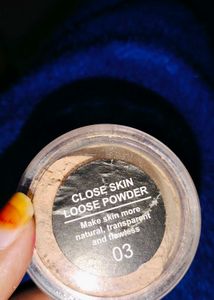 CLOSE SKIN
LOOSE POWDER
Make skin more
natural, transparent
and flawless
03